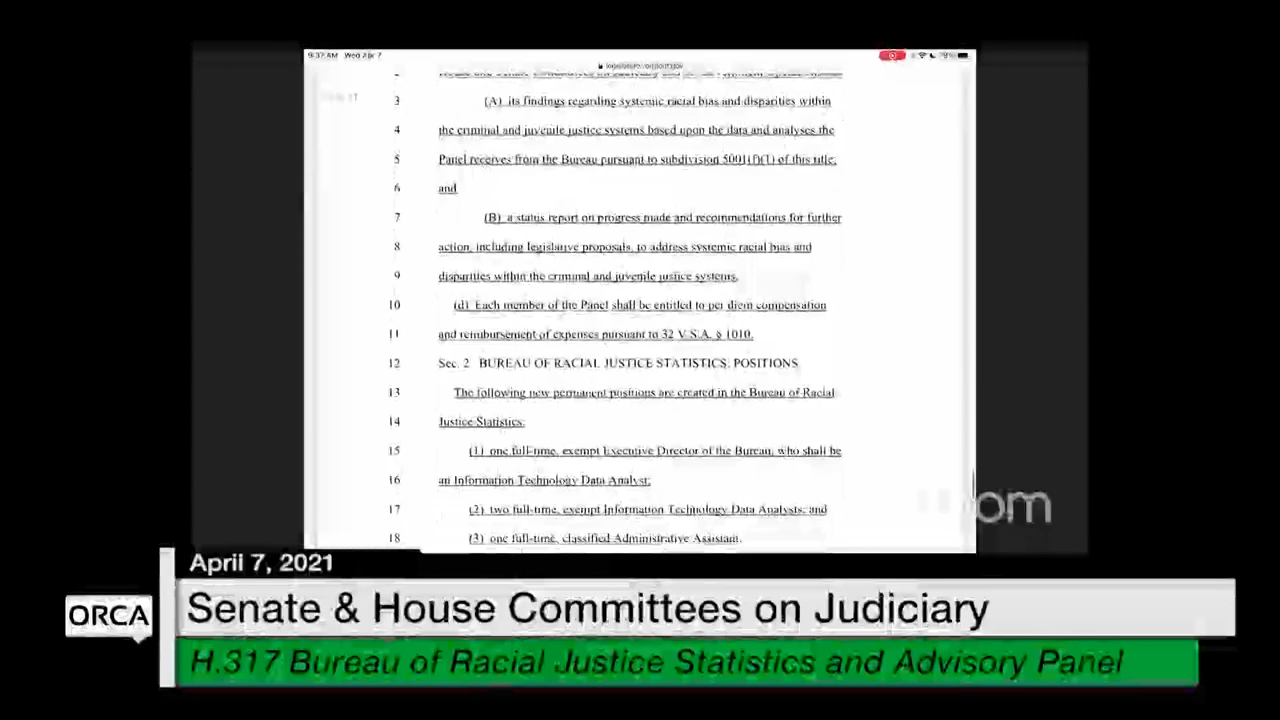 9:37 AM Wed Apr 7
79%
3 (A) its findings regarding systemic racial bias and disparities within
4 the criminal and juvenile justice systems based upon the data and analyses the
5 Panel receives from the Bureau pursuant to subdivision 5001(f)(1) of this title;
6 and
7 (B) a status report on progress made and recommendations for further
8 action, including legislative proposals, to address systemic racial bias and
9 disparities within the criminal and juvenile justice systems.
10 (d) Each member of the Panel shall be entitled to per diem compensation
11 and reimbursement of expenses pursuant to 32 V.S.A. § 1010.
12 Sec. 2. BUREAU OF RACIAL JUSTICE STATISTICS; POSITIONS
13 The following new permanent positions are created in the Bureau of Racial
14 Justice Statistics:
15 (1) one full-time, exempt Executive Director of the Bureau, who shall be
16 an Information Technology Data Analyst;
17 (2) two full-time, exempt Information Technology Data Analysts; and
18 (3) one full-time, classified Administrative Assistant.
April 7, 2021
ORCA
Senate & House Committees on Judiciary
H.317 Bureau of Racial Justice Statistics and Advisory Panel